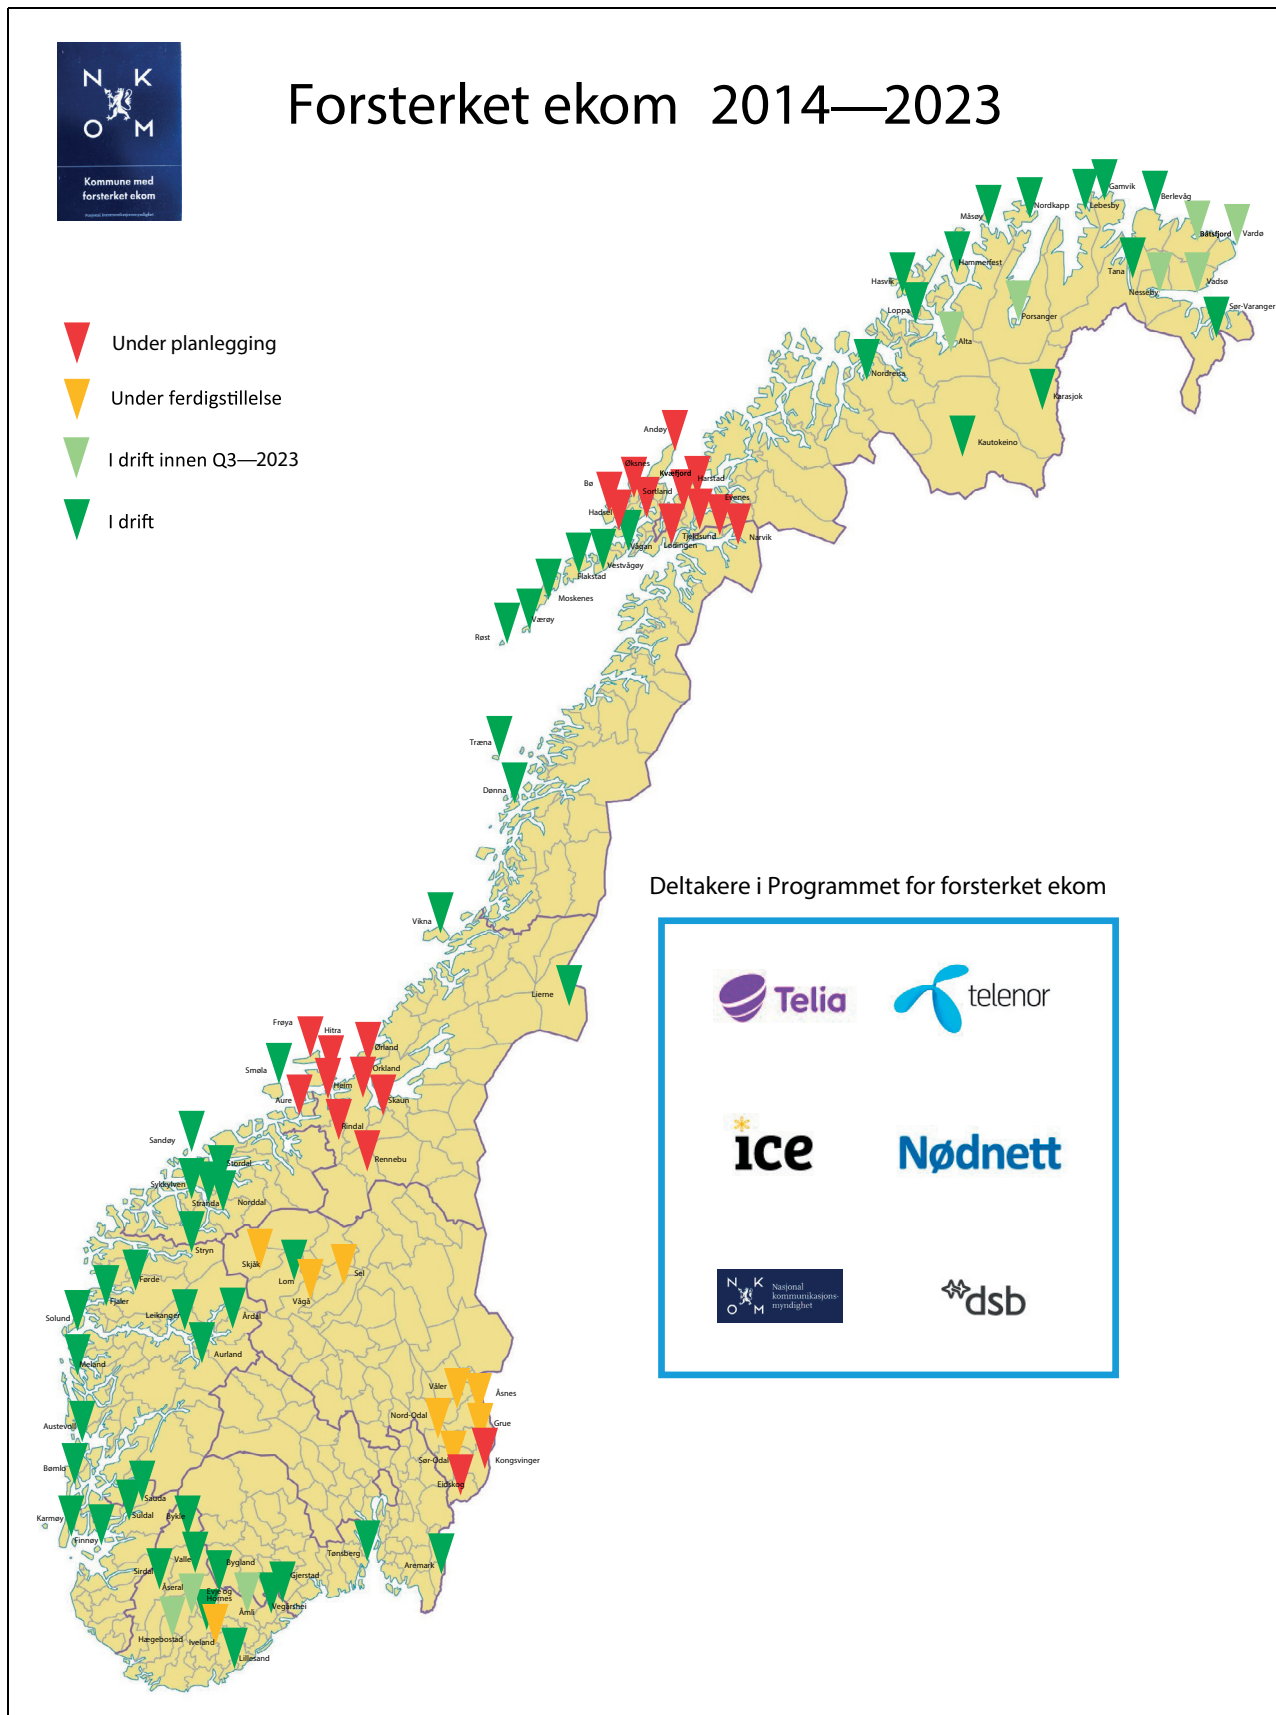 N K
O M
Kommune med
forsterket ekom
Forsterket ekom 2014—2023
Under planlegging
Under ferdigstillelse
I drift innen Q3—2023
I drift
Gamvik
Lebesby
Berlevåg
Nordkapp
Måsøy
Båtsfjord
Vardø
Hammerfest
Tana
Hasvik
Nesseby
Vadsø
Loppa
Porsanger
Sør-Varanger
Alta
Nordreisa
Karasjok
Kautokeino
Andøy
Øksnes
Kvæfjord
Harstad
Bø
Sortland
Evenes
Hadsel
Tjeldsund
Narvik
Lødingen
Vågan
Vestvågøy
Flakstad
Moskenes
Værøy
Røst
Træna
Dønna
Vikna
Lierne
Frøya
Hitra
Ørland
Smøla
Orkland
Heim
Aure
Skaun
Rindal
Rennebu
Sandøy
Stordal
Sykkylven
Stranda
Norddal
Stryn
Skjåk
Lom
Sel
Vågå
Førde
Fjaler
Leikanger
Årdal
Solund
Aurland
Meland
Våler
Åsnes
Nord-Odal
Grue
Austevoll
Sør-Odal
Kongsvinger
Bømlo
Eidskog
Sauda
Suldal
Karmøy
Bykle
Finnøy
Tønsberg
Valle
Bygland
Aremark
Sirdal
Gjerstad
Åseral
Evje og
Hornes
Åmli
Vegårshei
Hægebostad
Iveland
Lillesand
Deltakere i Programmet for forsterket ekom
Telia
telenor
ice
Nødnett
N K
O M
Nasjonal
kommunikasjons-
myndighet
dsb